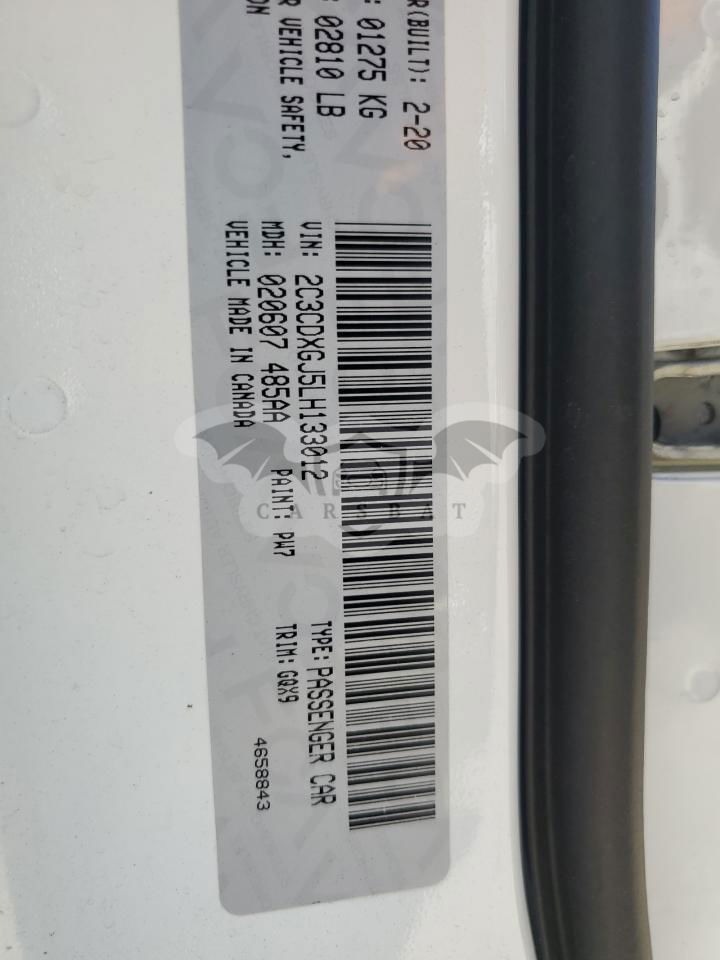 R(BUILT): 2-20
: 01275 KG
: 02810 LB
R VEHICLE SAFETY,
ON
VIN: 2C3CDXGJ5LH133012
TYPE: PASSENGER CAR
MDH: 020607 485AA
PAINT: PW7
TRIM: GQX9
VEHICLE MADE IN CANADA
4658843
CARSBAT